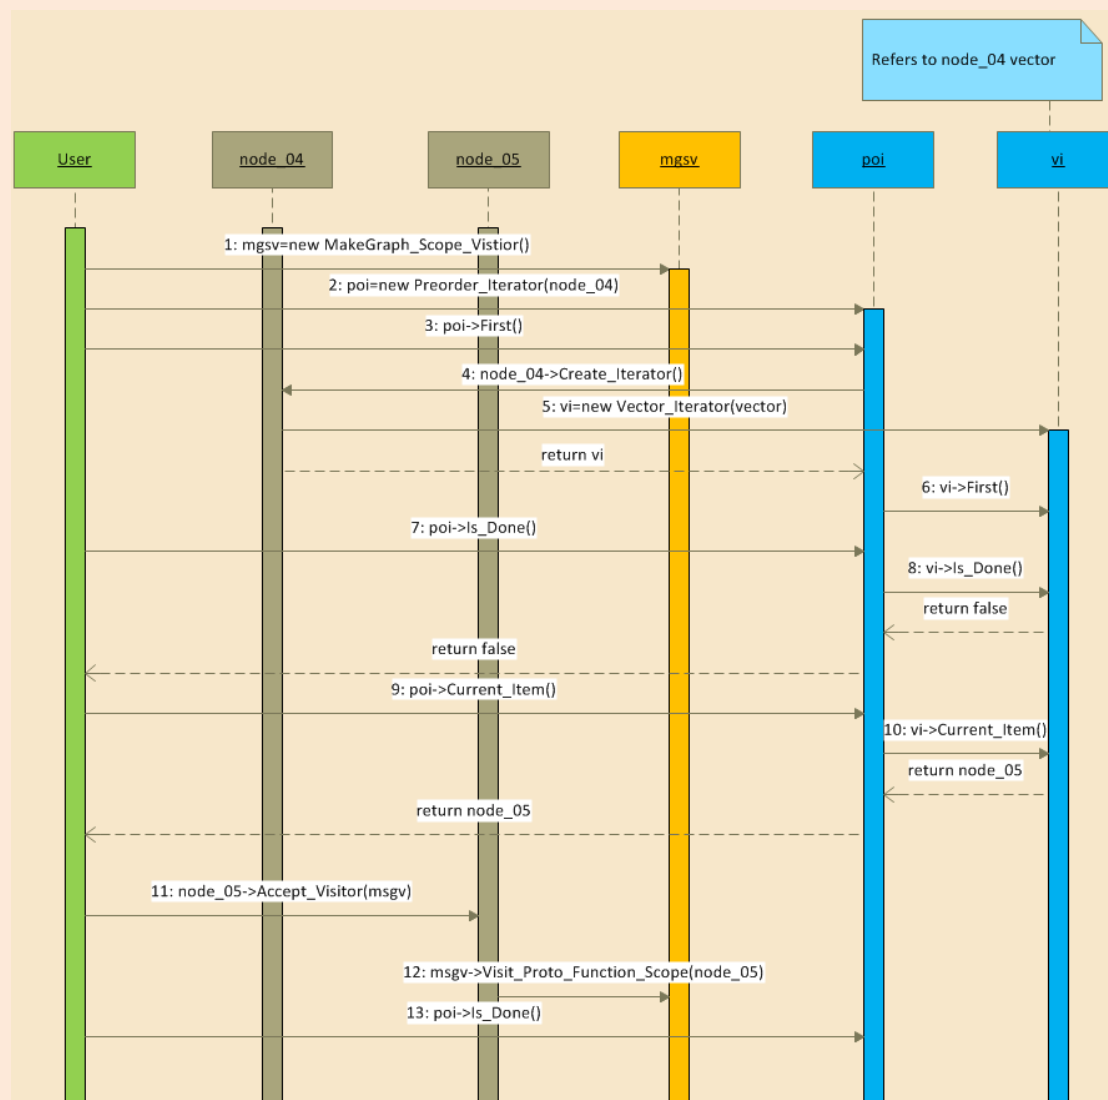 Refers to node_04 vector
User
node_04
node_05
mgsv
poi
vi
1: mgsv=new MakeGraph_Scope_Vistior()
2: poi=new Preorder_Iterator(node_04)
3: poi->First()
4: node_04->Create_Iterator()
5: vi=new Vector_Iterator(vector)
return vi
6: vi->First()
7: poi->Is_Done()
8: vi->Is_Done()
return false
return false
9: poi->Current_Item()
10: vi->Current_Item()
return node_05
return node_05
11: node_05->Accept_Visitor(msgv)
12: msgv->Visit_Proto_Function_Scope(node_05)
13: poi->Is_Done()